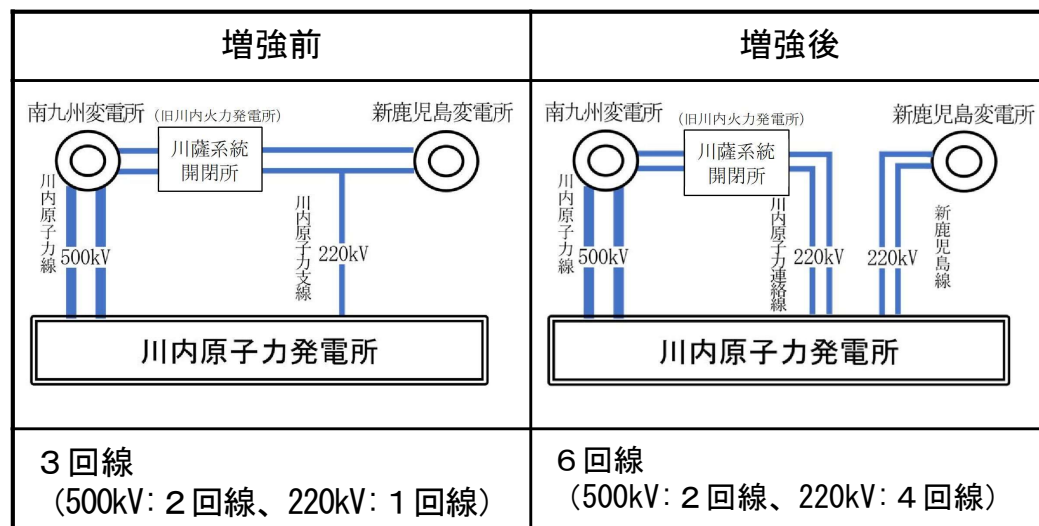 増強前
増強後
南九州変電所
(旧川内火力発電所)
新鹿児島変電所
川薩系統
開閉所
川内原子力線
500kV
川内原子力支線
220kV
川内原子力発電所
南九州変電所
(旧川内火力発電所)
新鹿児島変電所
川薩系統
開閉所
川内原子力線
500kV
川内原子力連絡線
220kV
220kV
新鹿児島線
川内原子力発電所
3回線
(500kV:2回線、220kV:1回線)
6回線
(500kV:2回線、220kV:4回線)